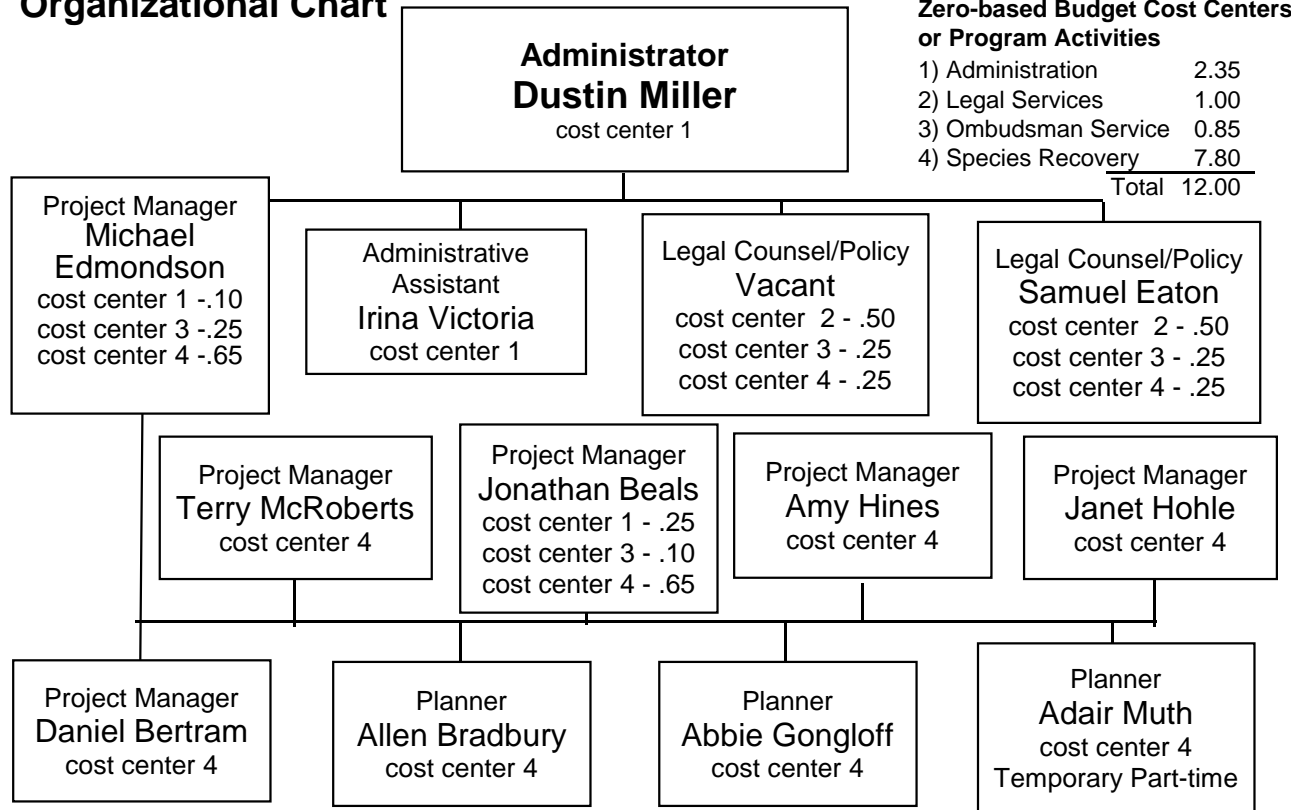 Organizational Chart
Administrator
Dustin Miller
cost center 1
Zero-based Budget Cost Centers
or Program Activities
1) Administration 2.35
2) Legal Services 1.00
3) Ombudsman Service 0.85
4) Species Recovery 7.80
Total 12.00
Project Manager
Michael
Edmondson
cost center 1 -.10
cost center 3 -.25
cost center 4 -.65
Administrative
Assistant
Irina Victoria
cost center 1
Legal Counsel/Policy
Vacant
cost center 2 - .50
cost center 3 - .25
cost center 4 - .25
Legal Counsel/Policy
Samuel Eaton
cost center 2 - .50
cost center 3 - .25
cost center 4 - .25
Project Manager
Terry McRoberts
cost center 4
Project Manager
Jonathan Beals
cost center 1 - .25
cost center 3 - .10
cost center 4 - .65
Project Manager
Amy Hines
cost center 4
Project Manager
Janet Hohle
cost center 4
Project Manager
Daniel Bertram
cost center 4
Planner
Allen Bradbury
cost center 4
Planner
Abbie Gongloff
cost center 4
Planner
Adair Muth
cost center 4
Temporary Part-time